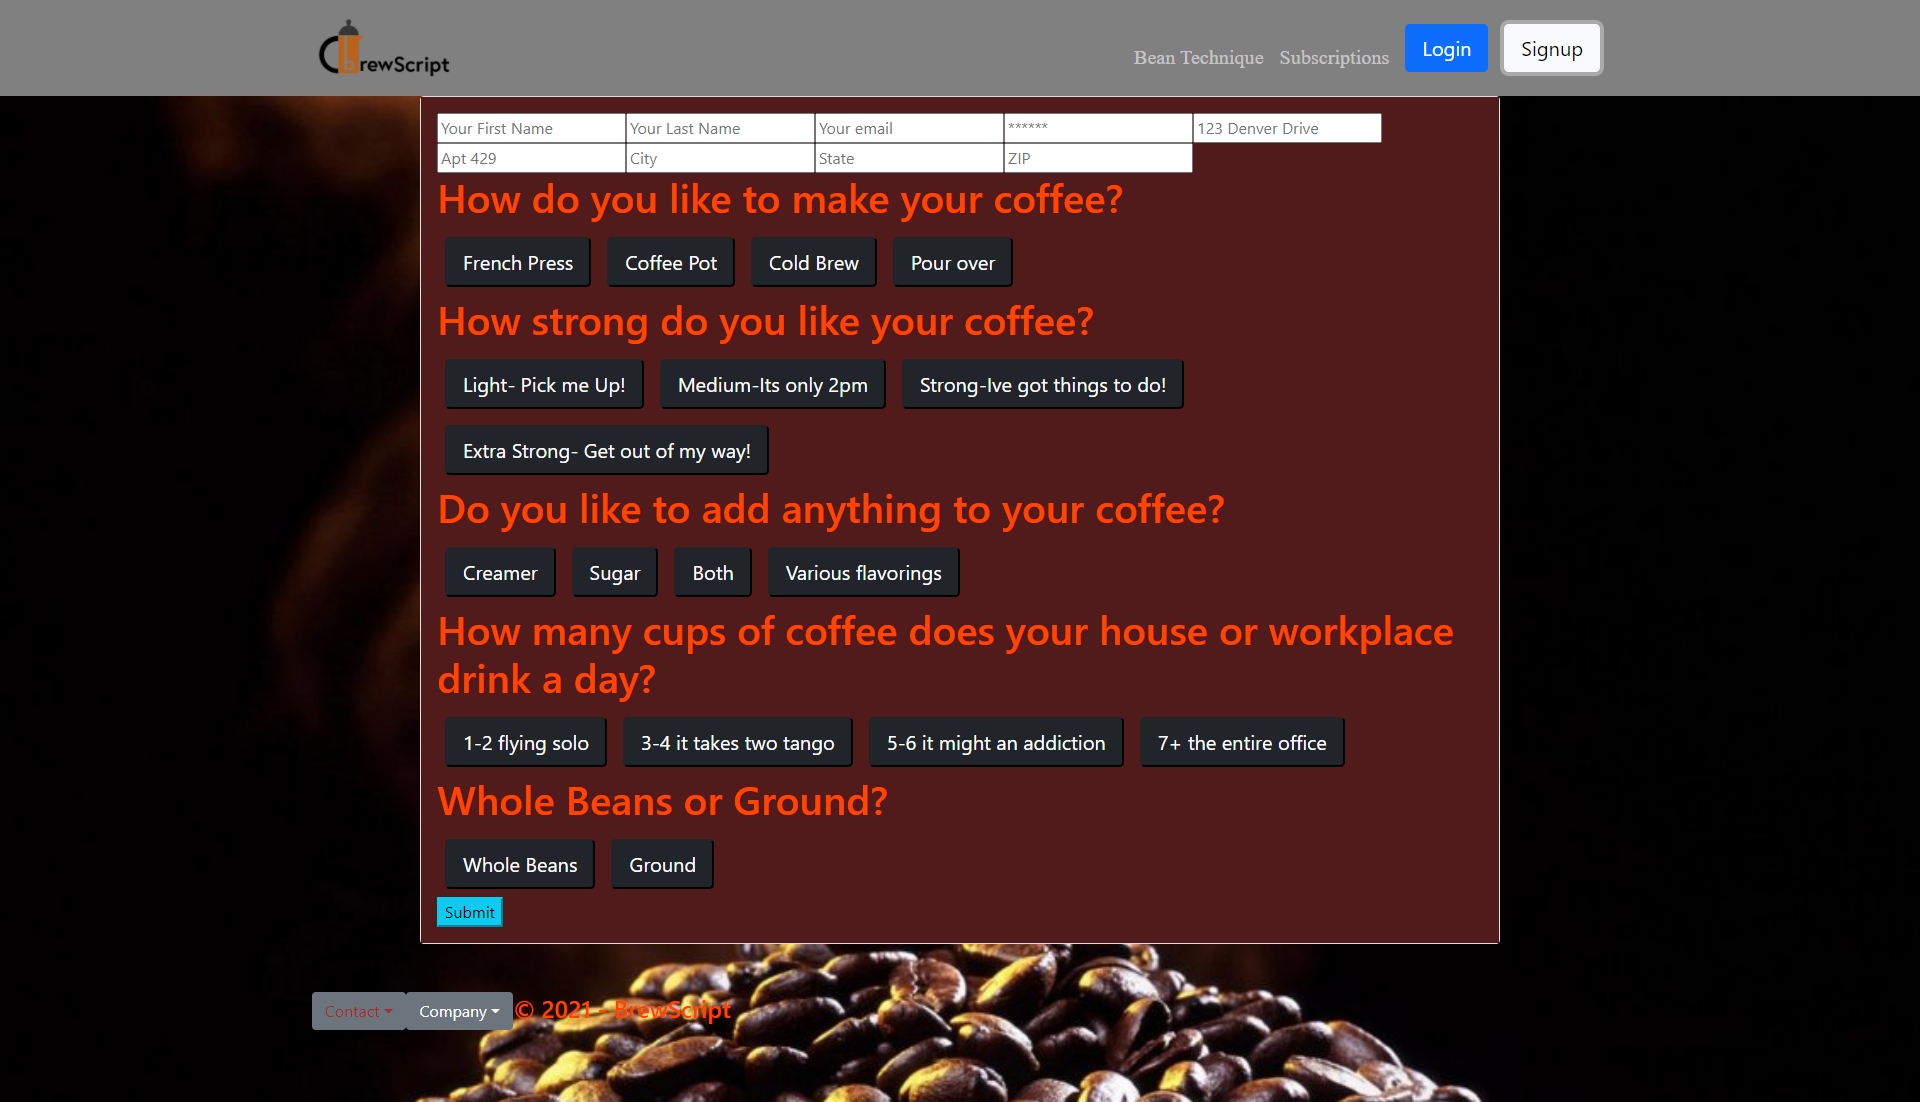 brewScript
Bean Technique Subscriptions Login Signup
Your First Name Your Last Name Your email ****** 123 Denver Drive
Apt 429 City State ZIP
How do you like to make your coffee?
French Press Coffee Pot Cold Brew Pour over
How strong do you like your coffee?
Light- Pick me Up! Medium-Its only 2pm Strong-Ive got things to do!
Extra Strong- Get out of my way!
Do you like to add anything to your coffee?
Creamer Sugar Both Various flavorings
How many cups of coffee does your house or workplace
drink a day?
1-2 flying solo 3-4 it takes two tango 5-6 it might an addiction 7+ the entire office
Whole Beans or Ground?
Whole Beans Ground
Submit
Contact Company © 2021 - BrewScript